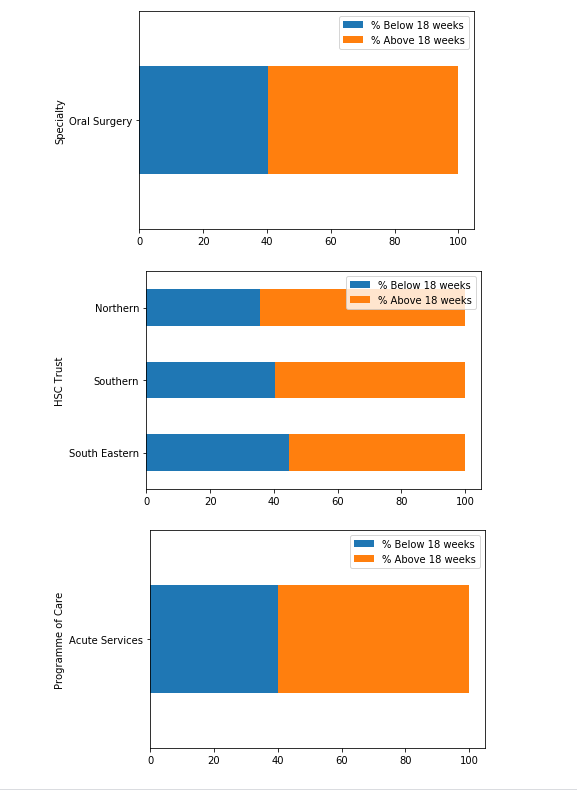 % Below 18 weeks
% Above 18 weeks
Specialty
Oral Surgery
0 20 40 60 80 100
% Below 18 weeks
% Above 18 weeks
HSC Trust
Northern
Southern
South Eastern
0 20 40 60 80 100
% Below 18 weeks
% Above 18 weeks
Programme of Care
Acute Services
0 20 40 60 80 100